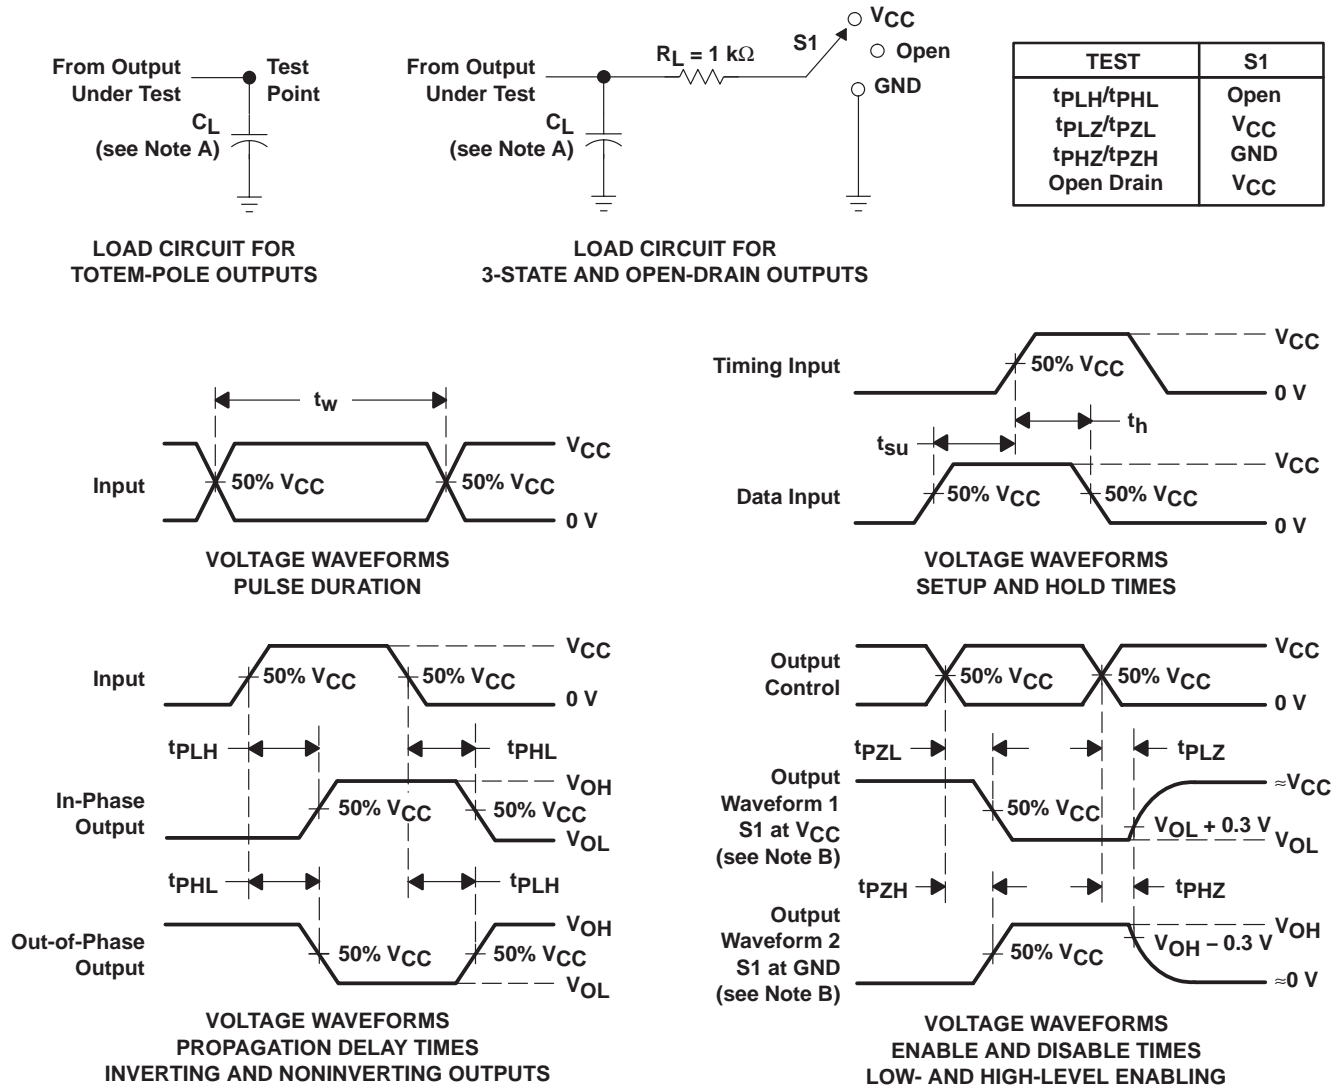 From Output
Under Test
Test
Point
CL
(see Note A)
LOAD CIRCUIT FOR
TOTEM-POLE OUTPUTS
From Output
Under Test
CL
(see Note A)
RL = 1 kΩ
S1
VCC
Open
GND
LOAD CIRCUIT FOR
3-STATE AND OPEN-DRAIN OUTPUTS
TEST S1
tPLH/tPHL Open
tPLZ/tPZL VCC
tPHZ/tPZH GND
Open Drain VCC
tw
Input
50% VCC
50% VCC
VCC
0 V
VOLTAGE WAVEFORMS
PULSE DURATION
Timing Input
50% VCC
VCC
0 V
tsu
th
Data Input
50% VCC
50% VCC
VCC
0 V
VOLTAGE WAVEFORMS
SETUP AND HOLD TIMES
Input
50% VCC
50% VCC
VCC
0 V
tPLH
tPHL
In-Phase
Output
50% VCC
50% VCC
VOH
VOL
tPHL
tPLH
Out-of-Phase
Output
50% VCC
50% VCC
VOH
VOL
VOLTAGE WAVEFORMS
PROPAGATION DELAY TIMES
INVERTING AND NONINVERTING OUTPUTS
Output
Control
50% VCC
50% VCC
VCC
0 V
tPZL
tPLZ
Output
Waveform 1
S1 at VCC
(see Note B)
50% VCC
≈VCC
VOL + 0.3 V
VOL
tPZH
tPHZ
Output
Waveform 2
S1 at GND
(see Note B)
50% VCC
VOH
VOH − 0.3 V
≈0 V
VOLTAGE WAVEFORMS
ENABLE AND DISABLE TIMES
LOW- AND HIGH-LEVEL ENABLING